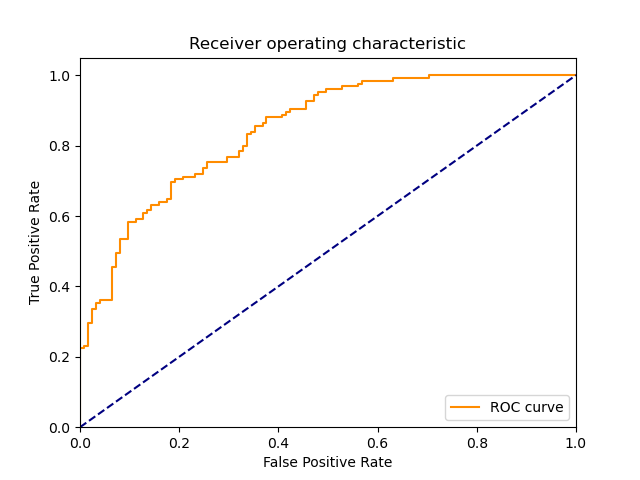 Receiver operating characteristic
1.0
0.8
0.6
0.4
0.2
0.0
True Positive Rate
0.0 0.2 0.4 0.6 0.8 1.0
False Positive Rate
ROC curve